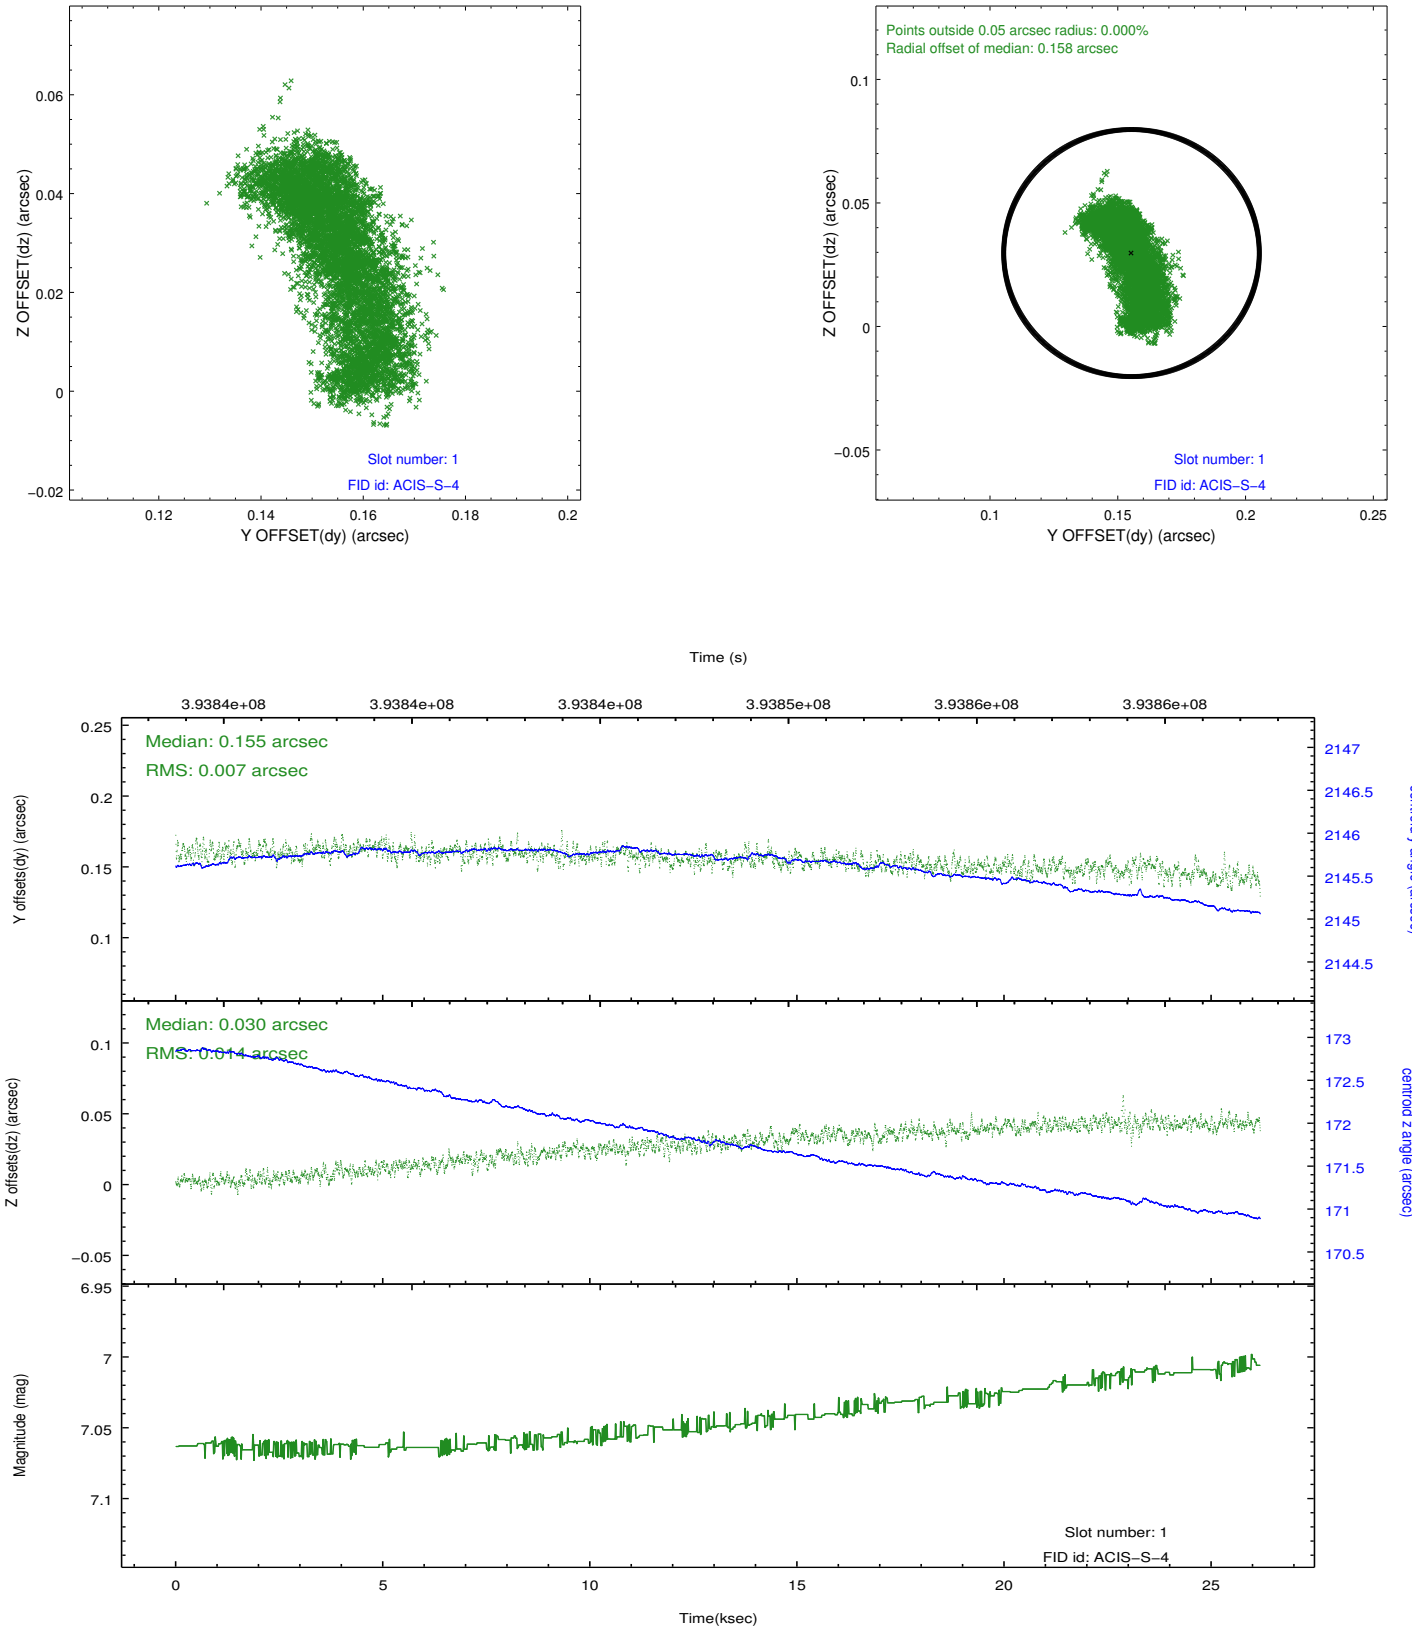 0.06
0.04
0.02
0
−0.02
Z OFFSET(dz) (arcsec)
Slot number: 1
FID id: ACIS−S−4
0.12 0.14 0.16 0.18 0.2
Y OFFSET(dy) (arcsec)
Points outside 0.05 arcsec radius: 0.000%
Radial offset of median: 0.158 arcsec
0.1
0.05
0
−0.05
Z OFFSET(dz) (arcsec)
Slot number: 1
FID id: ACIS−S−4
0.1 0.15 0.2 0.25
Y OFFSET(dy) (arcsec)
Time (s)
3.9384e+08 3.9384e+08 3.9384e+08 3.9385e+08 3.9386e+08 3.9386e+08
Median: 0.155 arcsec
RMS: 0.007 arcsec
0.25
0.2
0.15
0.1
Y offsets(dy) (arcsec)
2147
2146.5
2146
2145.5
2145
2144.5
Median: 0.030 arcsec
RMS: 0.014 arcsec
0.1
0.05
0
−0.05
Z offsets(dz) (arcsec)
173
172.5
172
171.5
171
170.5
centroid z angle (arcsec)
6.95
7
7.05
7.1
Magnitude (mag)
Slot number: 1
FID id: ACIS−S−4
0 5 10 15 20 25
Time(ksec)